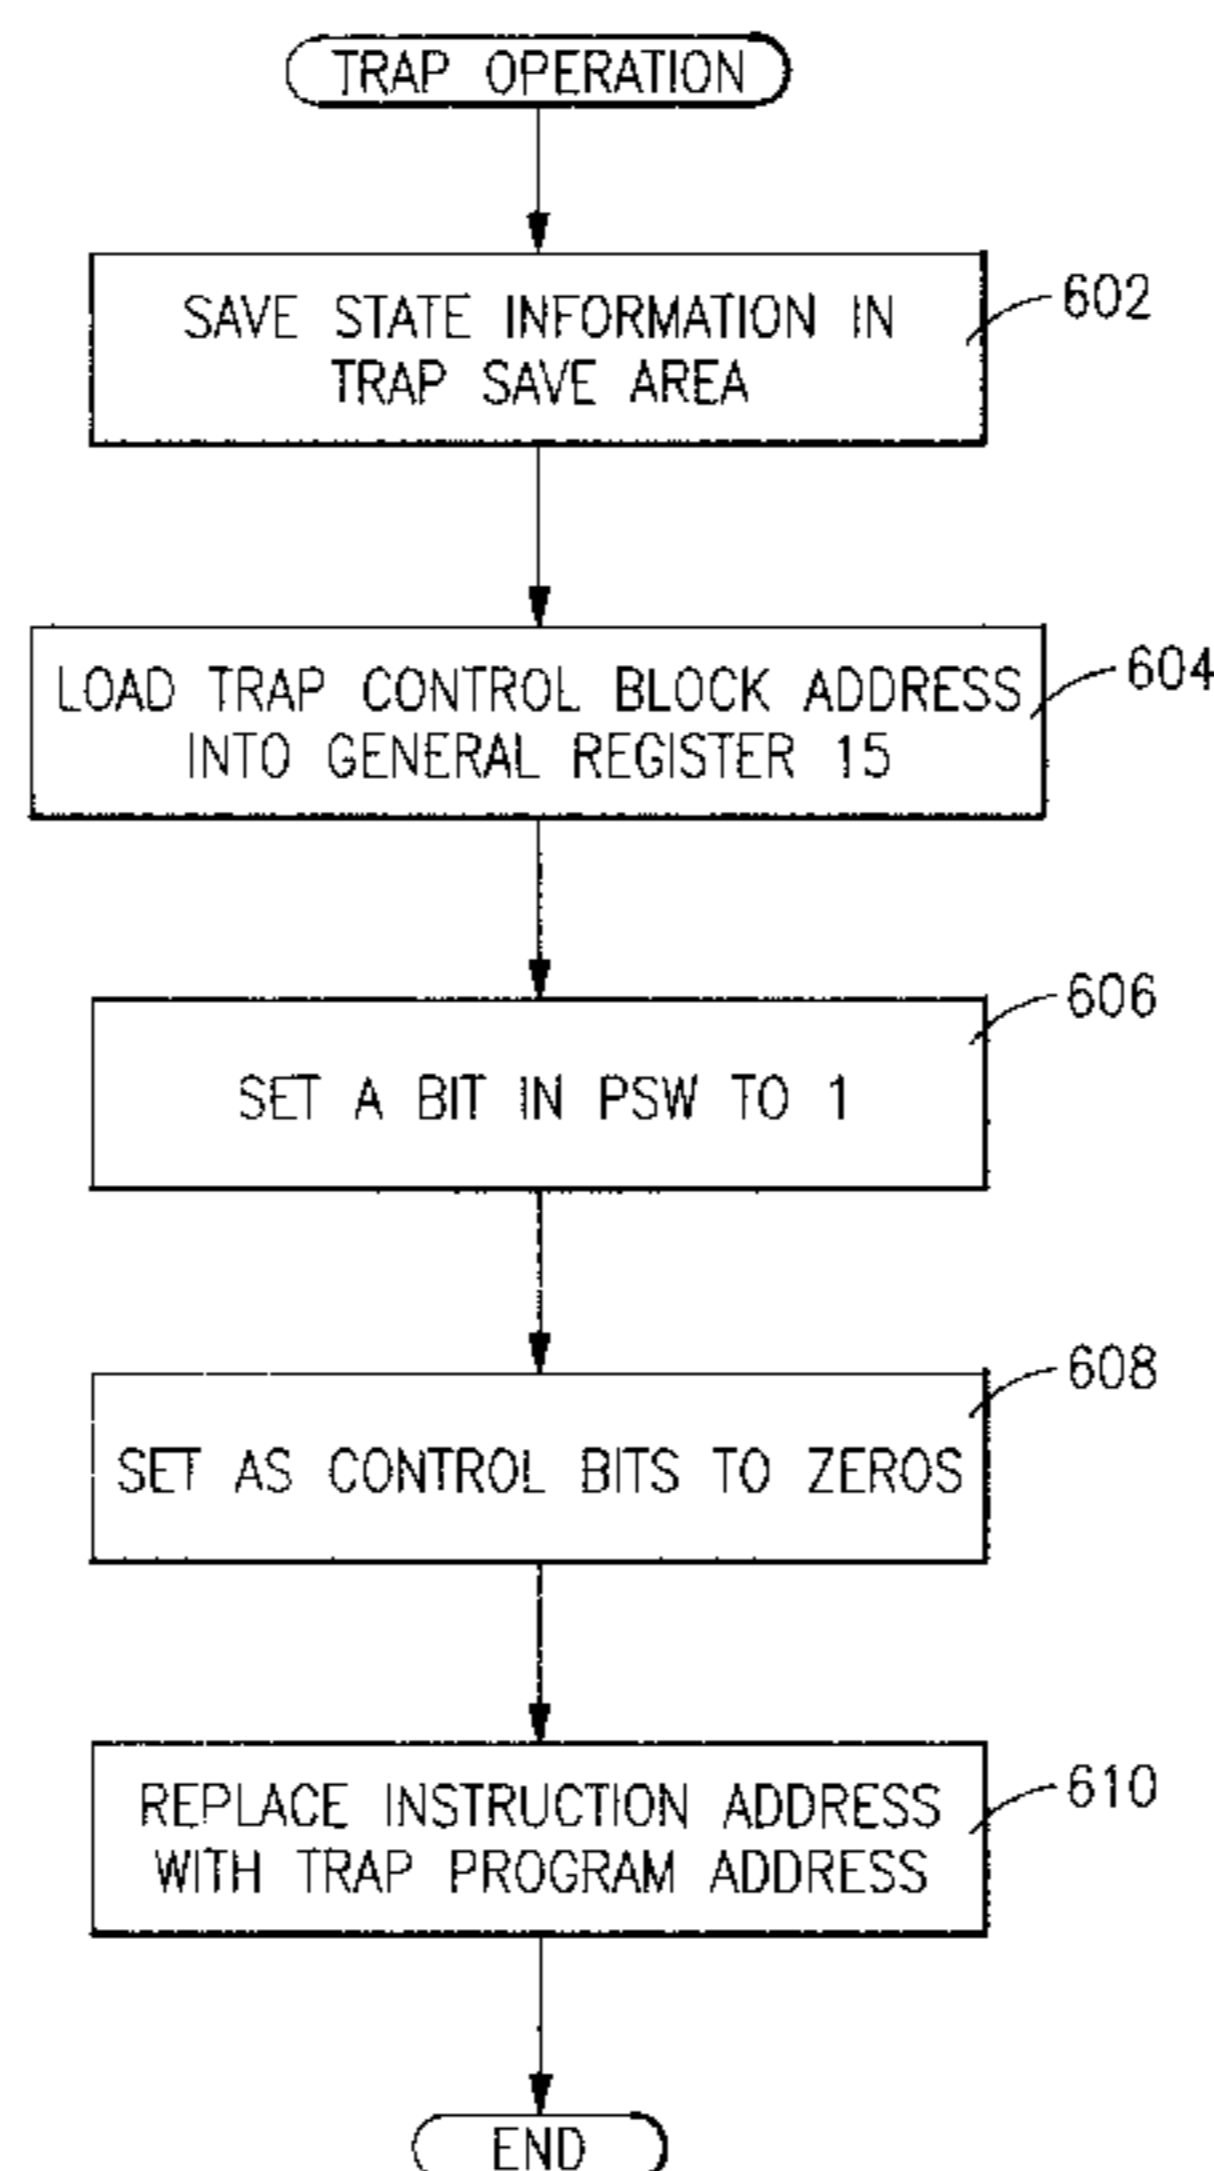 TRAP OPERATION
SAVE STATE INFORMATION IN
TRAP SAVE AREA
602
LOAD TRAP CONTROL BLOCK ADDRESS
INTO GENERAL REGISTER 15
604
606
SET A BIT IN PSW TO 1
608
SET AS CONTROL BITS TO ZEROS
REPLACE INSTRUCTION ADDRESS
WITH TRAP PROGRAM ADDRESS
610
END